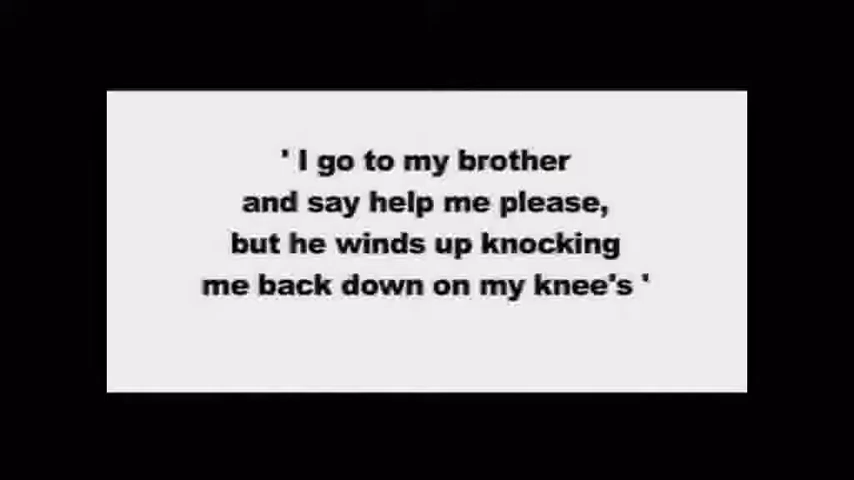 ' I go to my brother
and say help me please,
but he winds up knocking
me back down on my knee's '